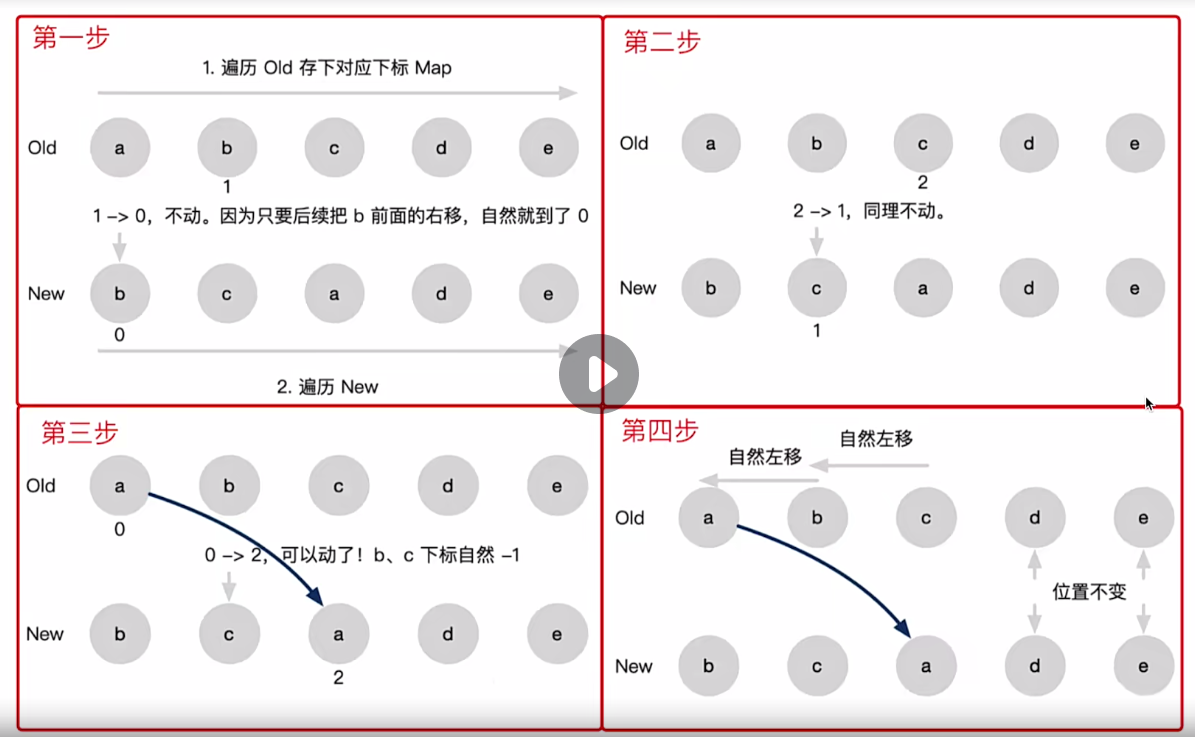 第一步
1. 遍历 Old 存下对应下标 Map
Old a b c d e
1
1 –> 0，不动。因为只要后续把 b 前面的右移，自然就到了 0
New b c a d e
0
2. 遍历 New
第二步
Old a b c d e
2
2 –> 1，同理不动。
New b c a d e
1
第三步
Old a b c d e
0
0 –> 2，可以动了！b、c 下标自然 –1
New b c a d e
2
第四步
自然左移
自然左移
Old a b c d e
位置不变
New b c a d e